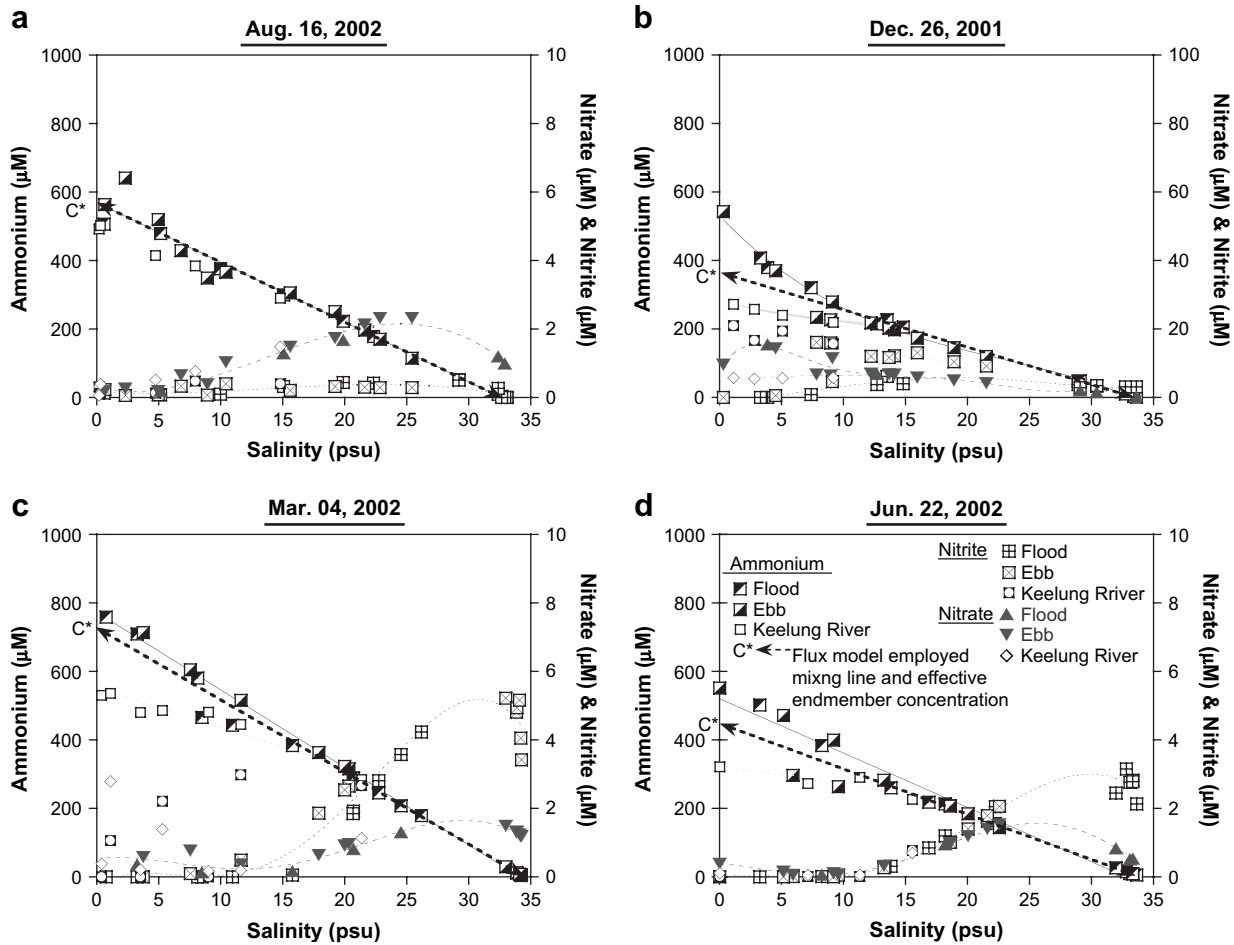 a
Aug. 16, 2002
1000
800
600
400
200
0
Ammonium (µM)
C*
10
8
6
4
2
0
Nitrate (µM) & Nitrite (µM)
0 5 10 15 20 25 30 35
Salinity (psu)
b
Dec. 26, 2001
1000
800
600
400
200
0
Ammonium (µM)
C*
100
80
60
40
20
0
Nitrate (µM) & Nitrite (µM)
0 5 10 15 20 25 30 35
Salinity (psu)
c
Mar. 04, 2002
1000
800
600
400
200
0
Ammonium (µM)
C*
10
8
6
4
2
0
Nitrate (µM) & Nitrite (µM)
0 5 10 15 20 25 30 35
Salinity (psu)
d
Jun. 22, 2002
1000
800
600
400
200
0
Ammonium (µM)
C*
Ammonium
Flood
Ebb
Keelung River
C* Flux model employed
mixng line and effective
endmember concentration
Nitrite
Flood
Ebb
Keelung Rriver
Nitrate
Flood
Ebb
Keelung River
10
8
6
4
2
0
Nitrate (µM) & Nitrite (µM)
0 5 10 15 20 25 30 35
Salinity (psu)